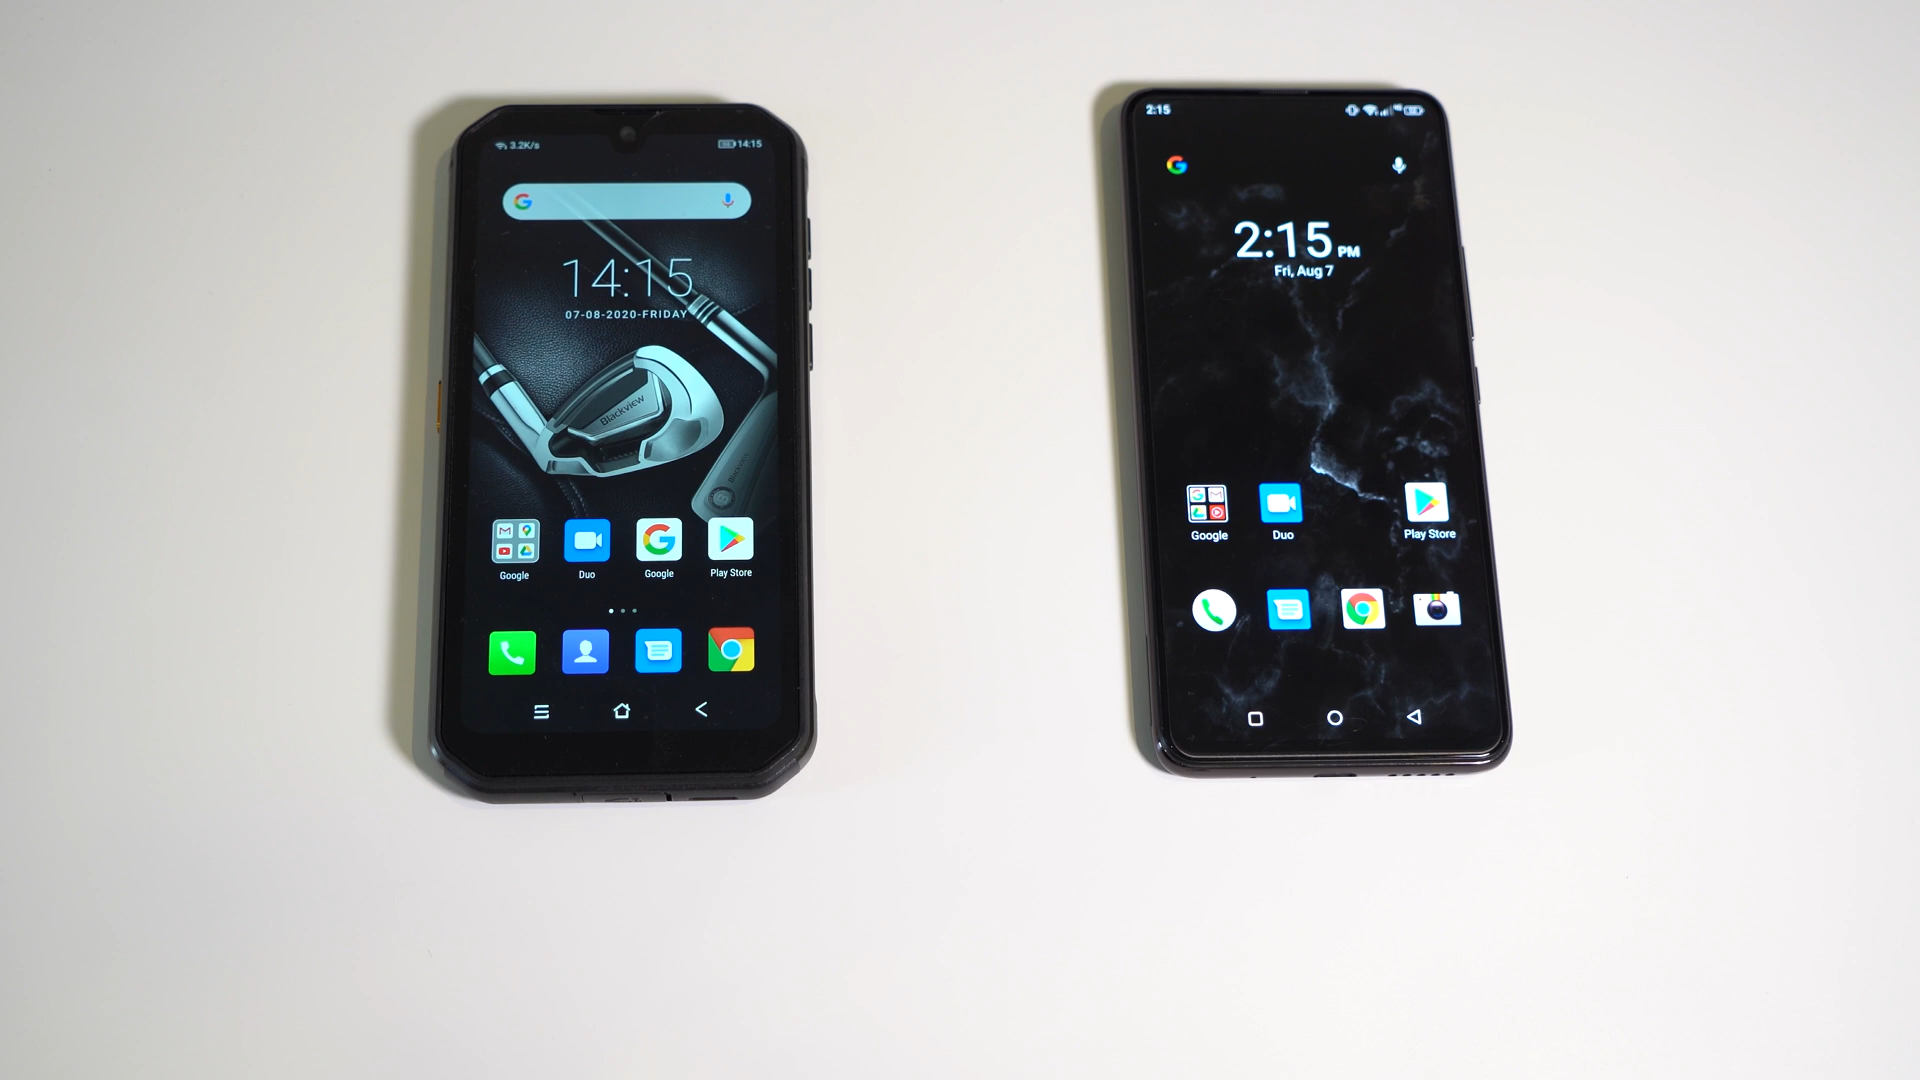 3.2K/s
14:15
14:15
07-08-2020-FRIDAY
Blackview
Google
Duo
Google
Play Store
2:15
2:15 PM
Fri, Aug 7
Google
Duo
Play Store